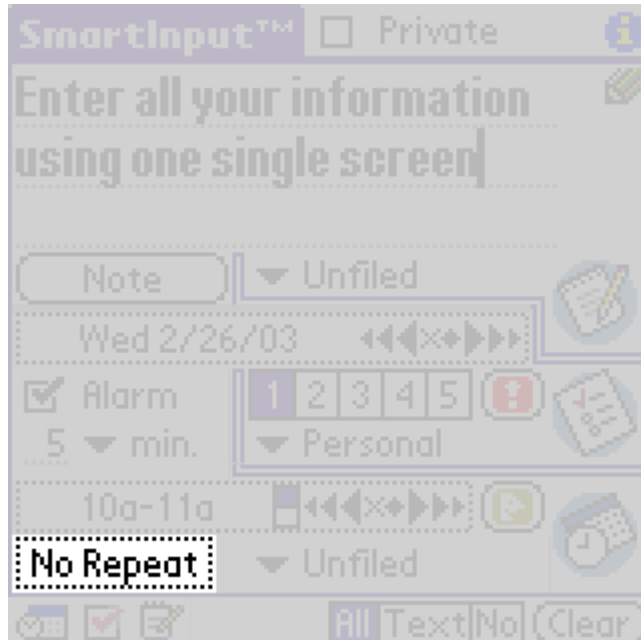 SmartInput™ Private
Enter all your information
using one single screen
Note Unfiled
Wed 2/26/03
Alarm 1 2 3 4 5
5 min. Personal
10a-11a
No Repeat Unfiled
All Text No Clear